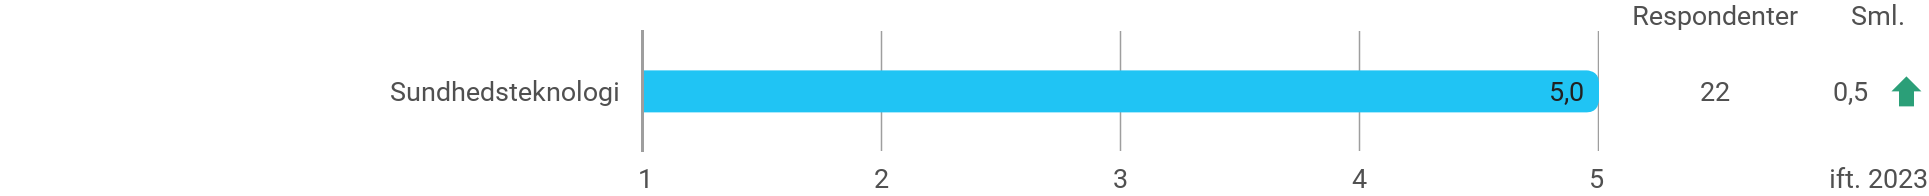 Respondenter Sml.
Sundhedsteknologi 5,0 22 0,5
1 2 3 4 5 ift. 2023